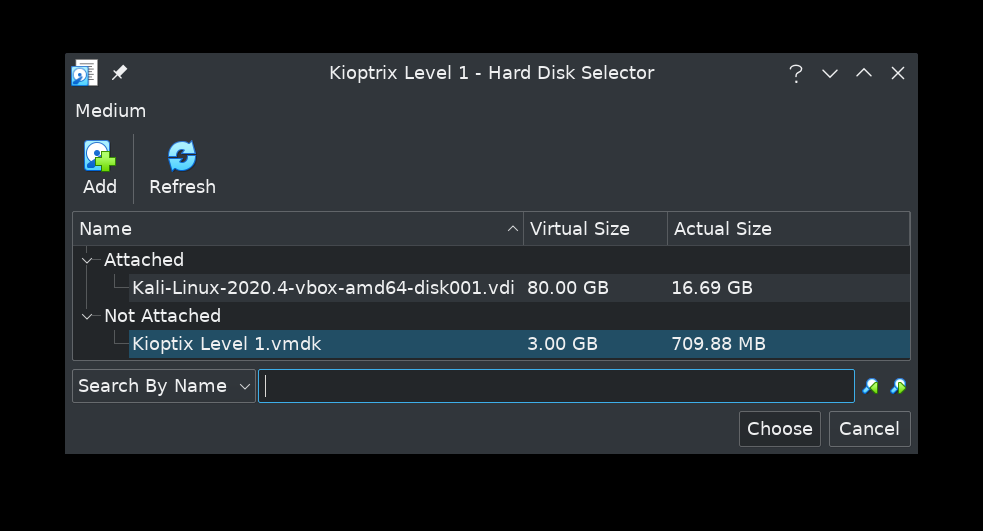 Kioptrix Level 1 - Hard Disk Selector
Medium
Add Refresh
Name Virtual Size Actual Size
Attached
Kali-Linux-2020.4-vbox-amd64-disk001.vdi 80.00 GB 16.69 GB
Not Attached
Kioptix Level 1.vmdk 3.00 GB 709.88 MB
Search By Name
Choose Cancel